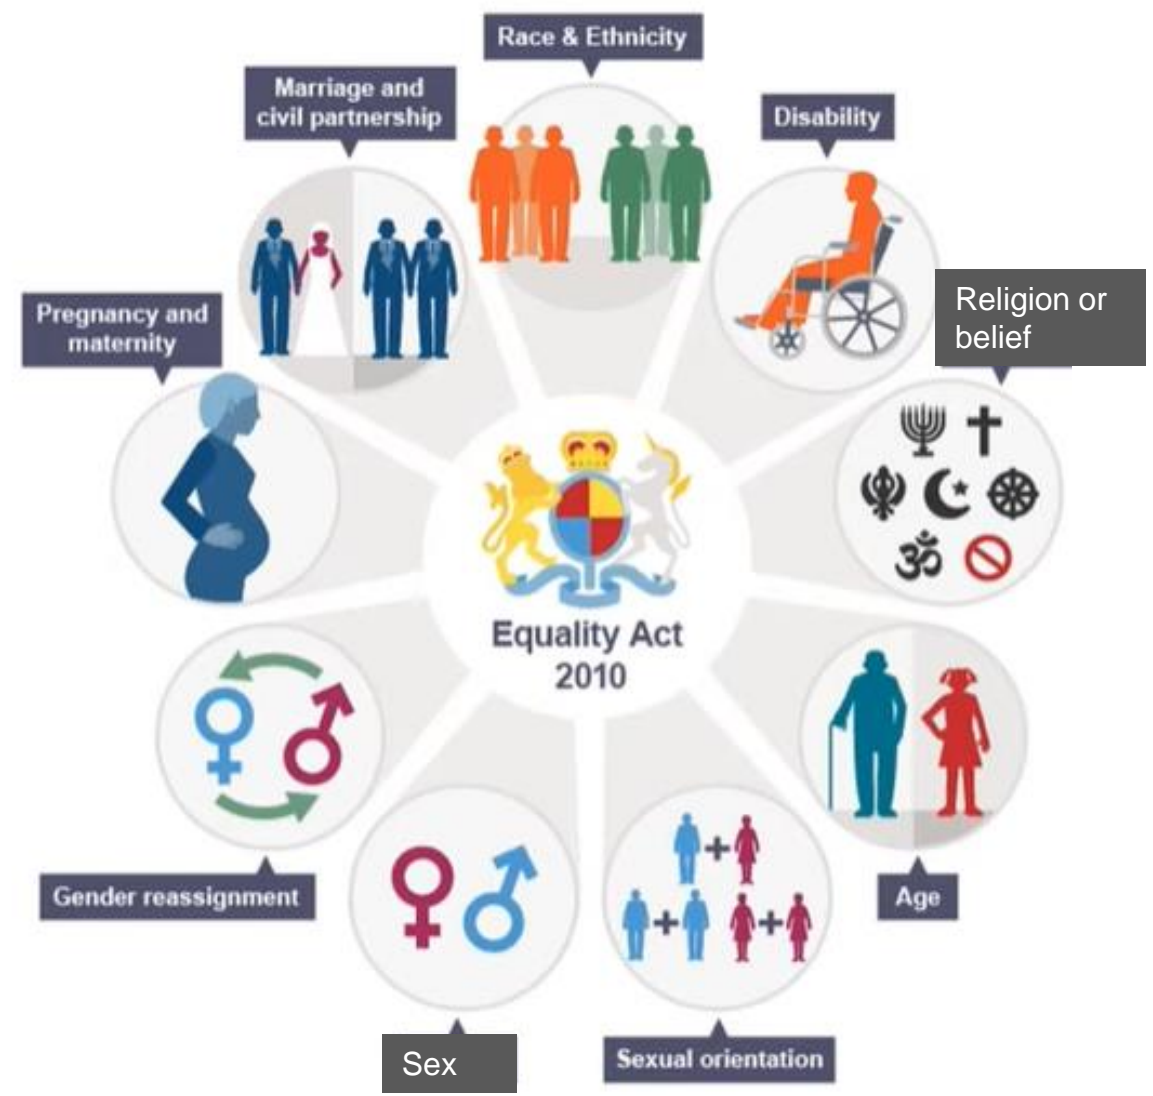 Race & Ethnicity
Marriage and
civil partnership
Disability
Religion or
belief
Pregnancy and
maternity
Equality Act
2010
Gender reassignment
Age
Sex
Sexual orientation